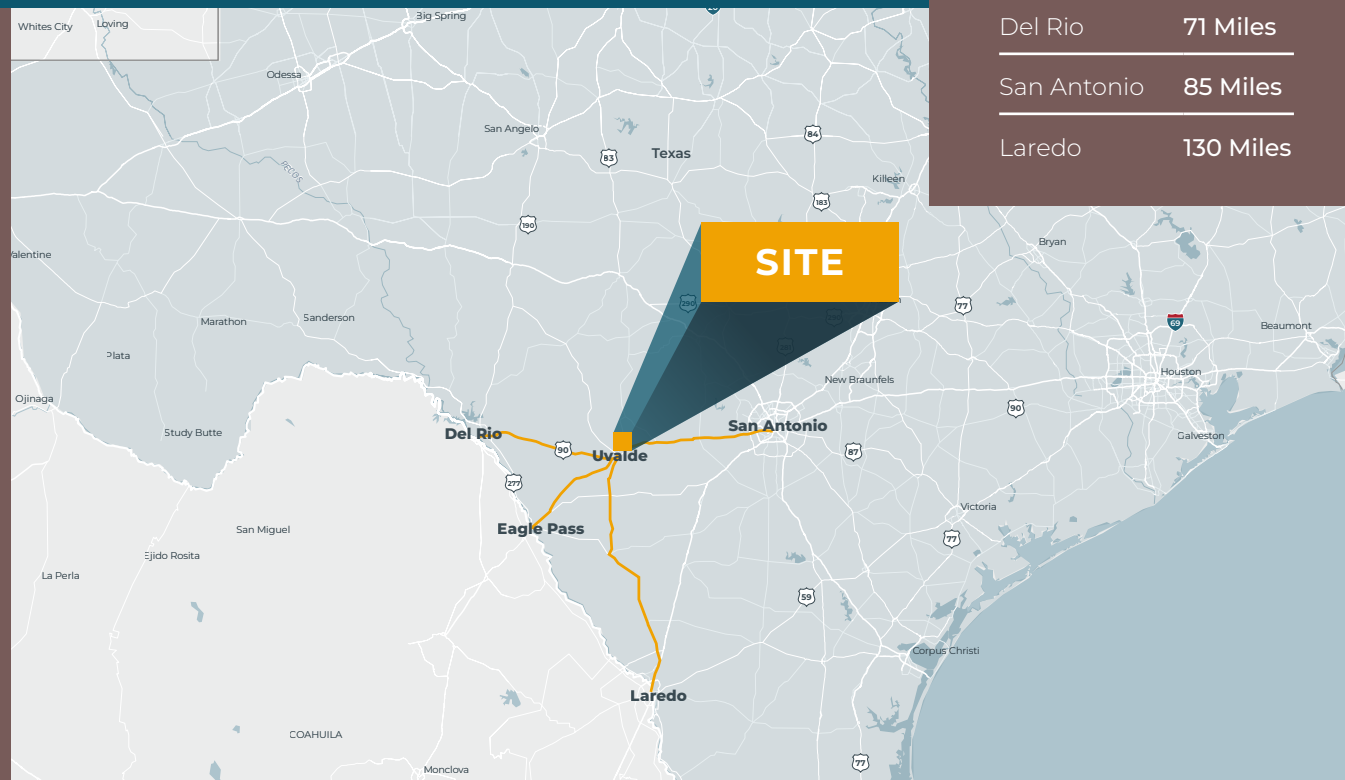 Del Rio 71 Miles
San Antonio 85 Miles
Laredo 130 Miles
Whites City
Loving
Big Spring
20
Odessa
San Angelo
84
83
Texas
PECOS
Killeen
183
190
Valentine
Bryan
SITE
290
77
Marathon
Sanderson
69
Beaumont
Plata
Houston
New Braunfels
Ojinaga
90
Study Butte
Del Rio
San Antonio
Galveston
90
Uvalde
87
277
Victoria
San Miguel
Eagle Pass
77
Ejido Rosita
La Perla
59
Corpus Christi
Laredo
COAHUILA
77
Monclova